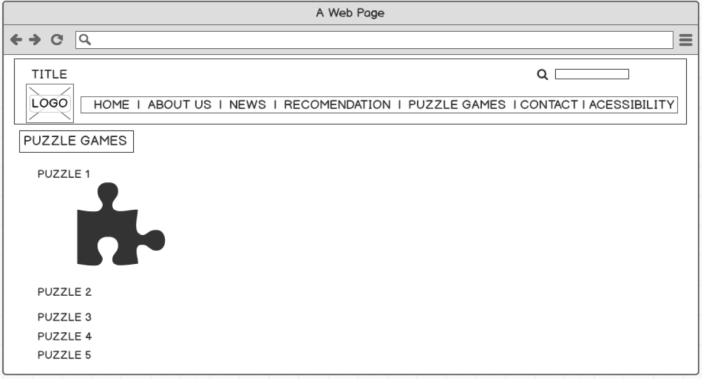 A Web Page
TITLE
LOGO
HOME | ABOUT US | NEWS | RECOMENDATION | PUZZLE GAMES | CONTACT | ACESSIBILITY
PUZZLE GAMES
PUZZLE 1
PUZZLE 2
PUZZLE 3
PUZZLE 4
PUZZLE 5